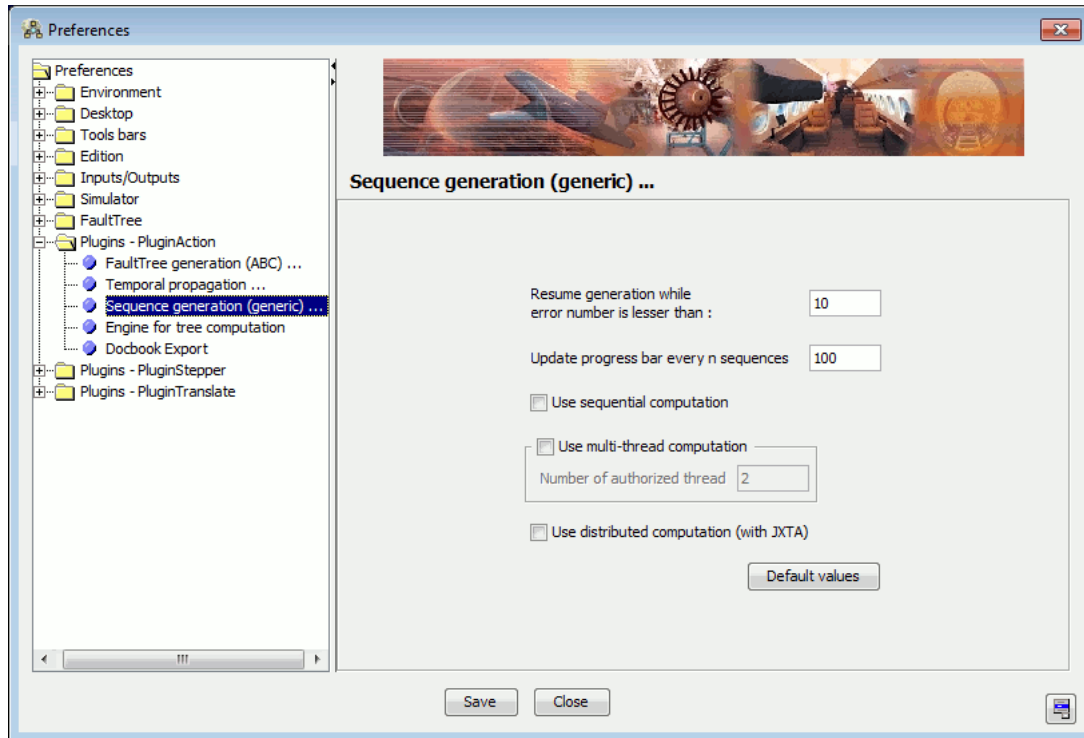 Preferences
Preferences
Environment
Desktop
Tools bars
Edition
Inputs/Outputs
Simulator
FaultTree
Plugins - PluginAction
FaultTree generation (ABC) ...
Temporal propagation ...
Sequence generation (generic) ...
Engine for tree computation
Docbook Export
Plugins - PluginStepper
Plugins - PluginTranslate
Sequence generation (generic) ...
Resume generation while
error number is lesser than :
10
Update progress bar every n sequences
100
Use sequential computation
Use multi-thread computation
Number of authorized thread
2
Use distributed computation (with JXTA)
Default values
Save
Close